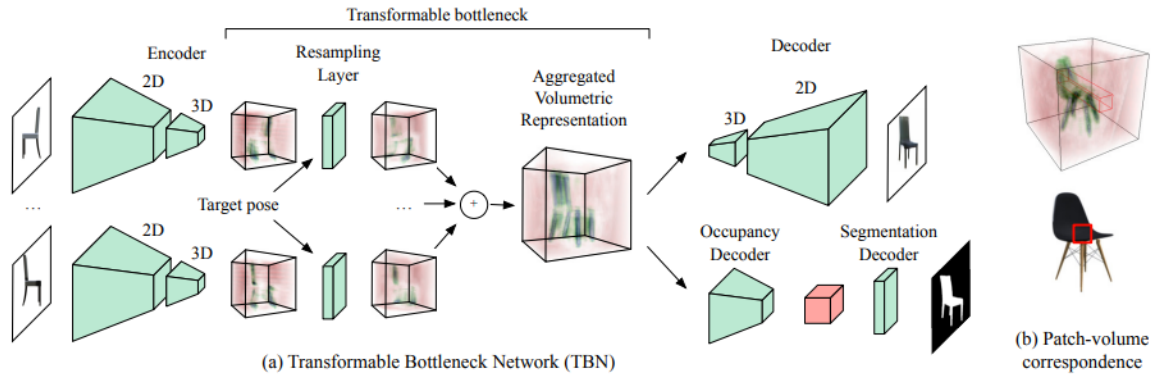 Transformable bottleneck
Encoder
Resampling
Layer
Decoder
2D
3D
Aggregated
Volumetric
Representation
2D
3D
Target pose
...
...
+
2D
3D
Occupancy
Decoder
Segmentation
Decoder
(a) Transformable Bottleneck Network (TBN)
(b) Patch-volume
correspondence